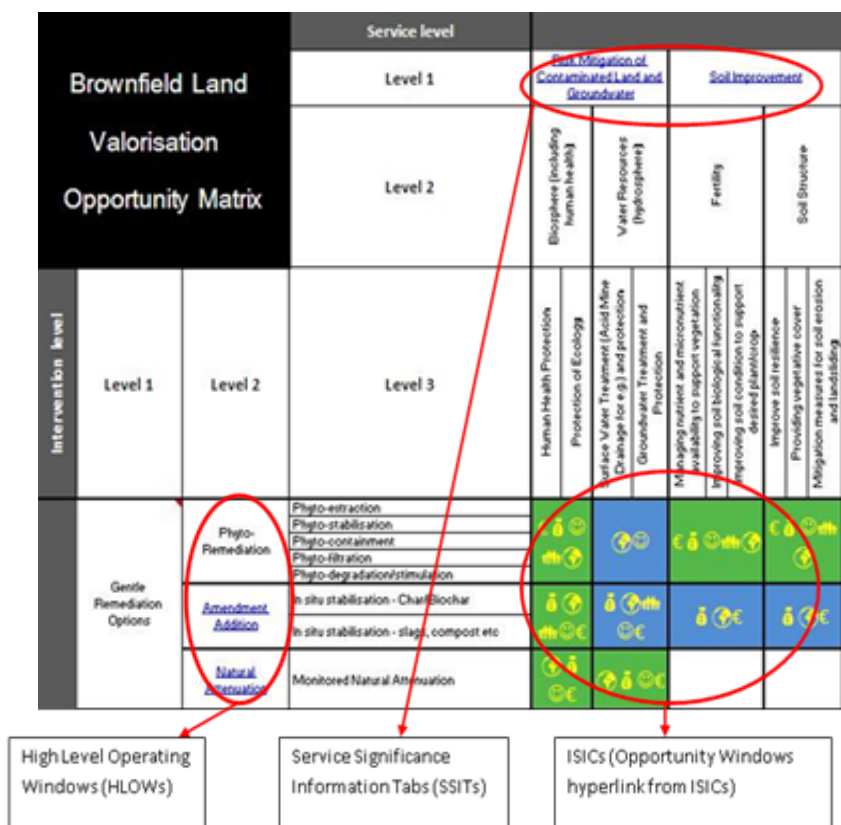 Service level
Brownfield Land
Valorisation
Opportunity Matrix
Level 1
Risk Mitigation of
Contaminated Land and
Groundwater
Soil Improvement
Level 2
Biosphere (including
human health)
Water Resources
(hydrosphere)
Fertility
Soil Structure
Intervention level
Level 1
Level 2
Level 3
Human Health Protection
Protection of Ecology
Surface Water Treatment (Acid Mine
Drainage for e.g.) and protection
Groundwater Treatment and
Protection
Managing nutrient and micronutrient
availability to support vegetation
Improving soil biological functionality
Improving soil condition to support
desired plant/crop
Improve soil resilience
Providing vegetative cover
Mitigation measures for soil erosion
and landsliding
Gentle
Remediation
Options
Phyto-
Remediation
Phyto-extraction
Phyto-stabilisation
Phyto-containment
Phyto-filtration
Phyto-degradation/stimulation
Amendment
Addition
In situ stabilisation - Char/Biochar
In situ stabilisation - slags, compost etc
Natural
Attenuation
Monitored Natural Attenuation
High Level Operating
Windows (HLOWs)
Service Significance
Information Tabs (SSITs)
ISICs (Opportunity Windows
hyperlink from ISICs)